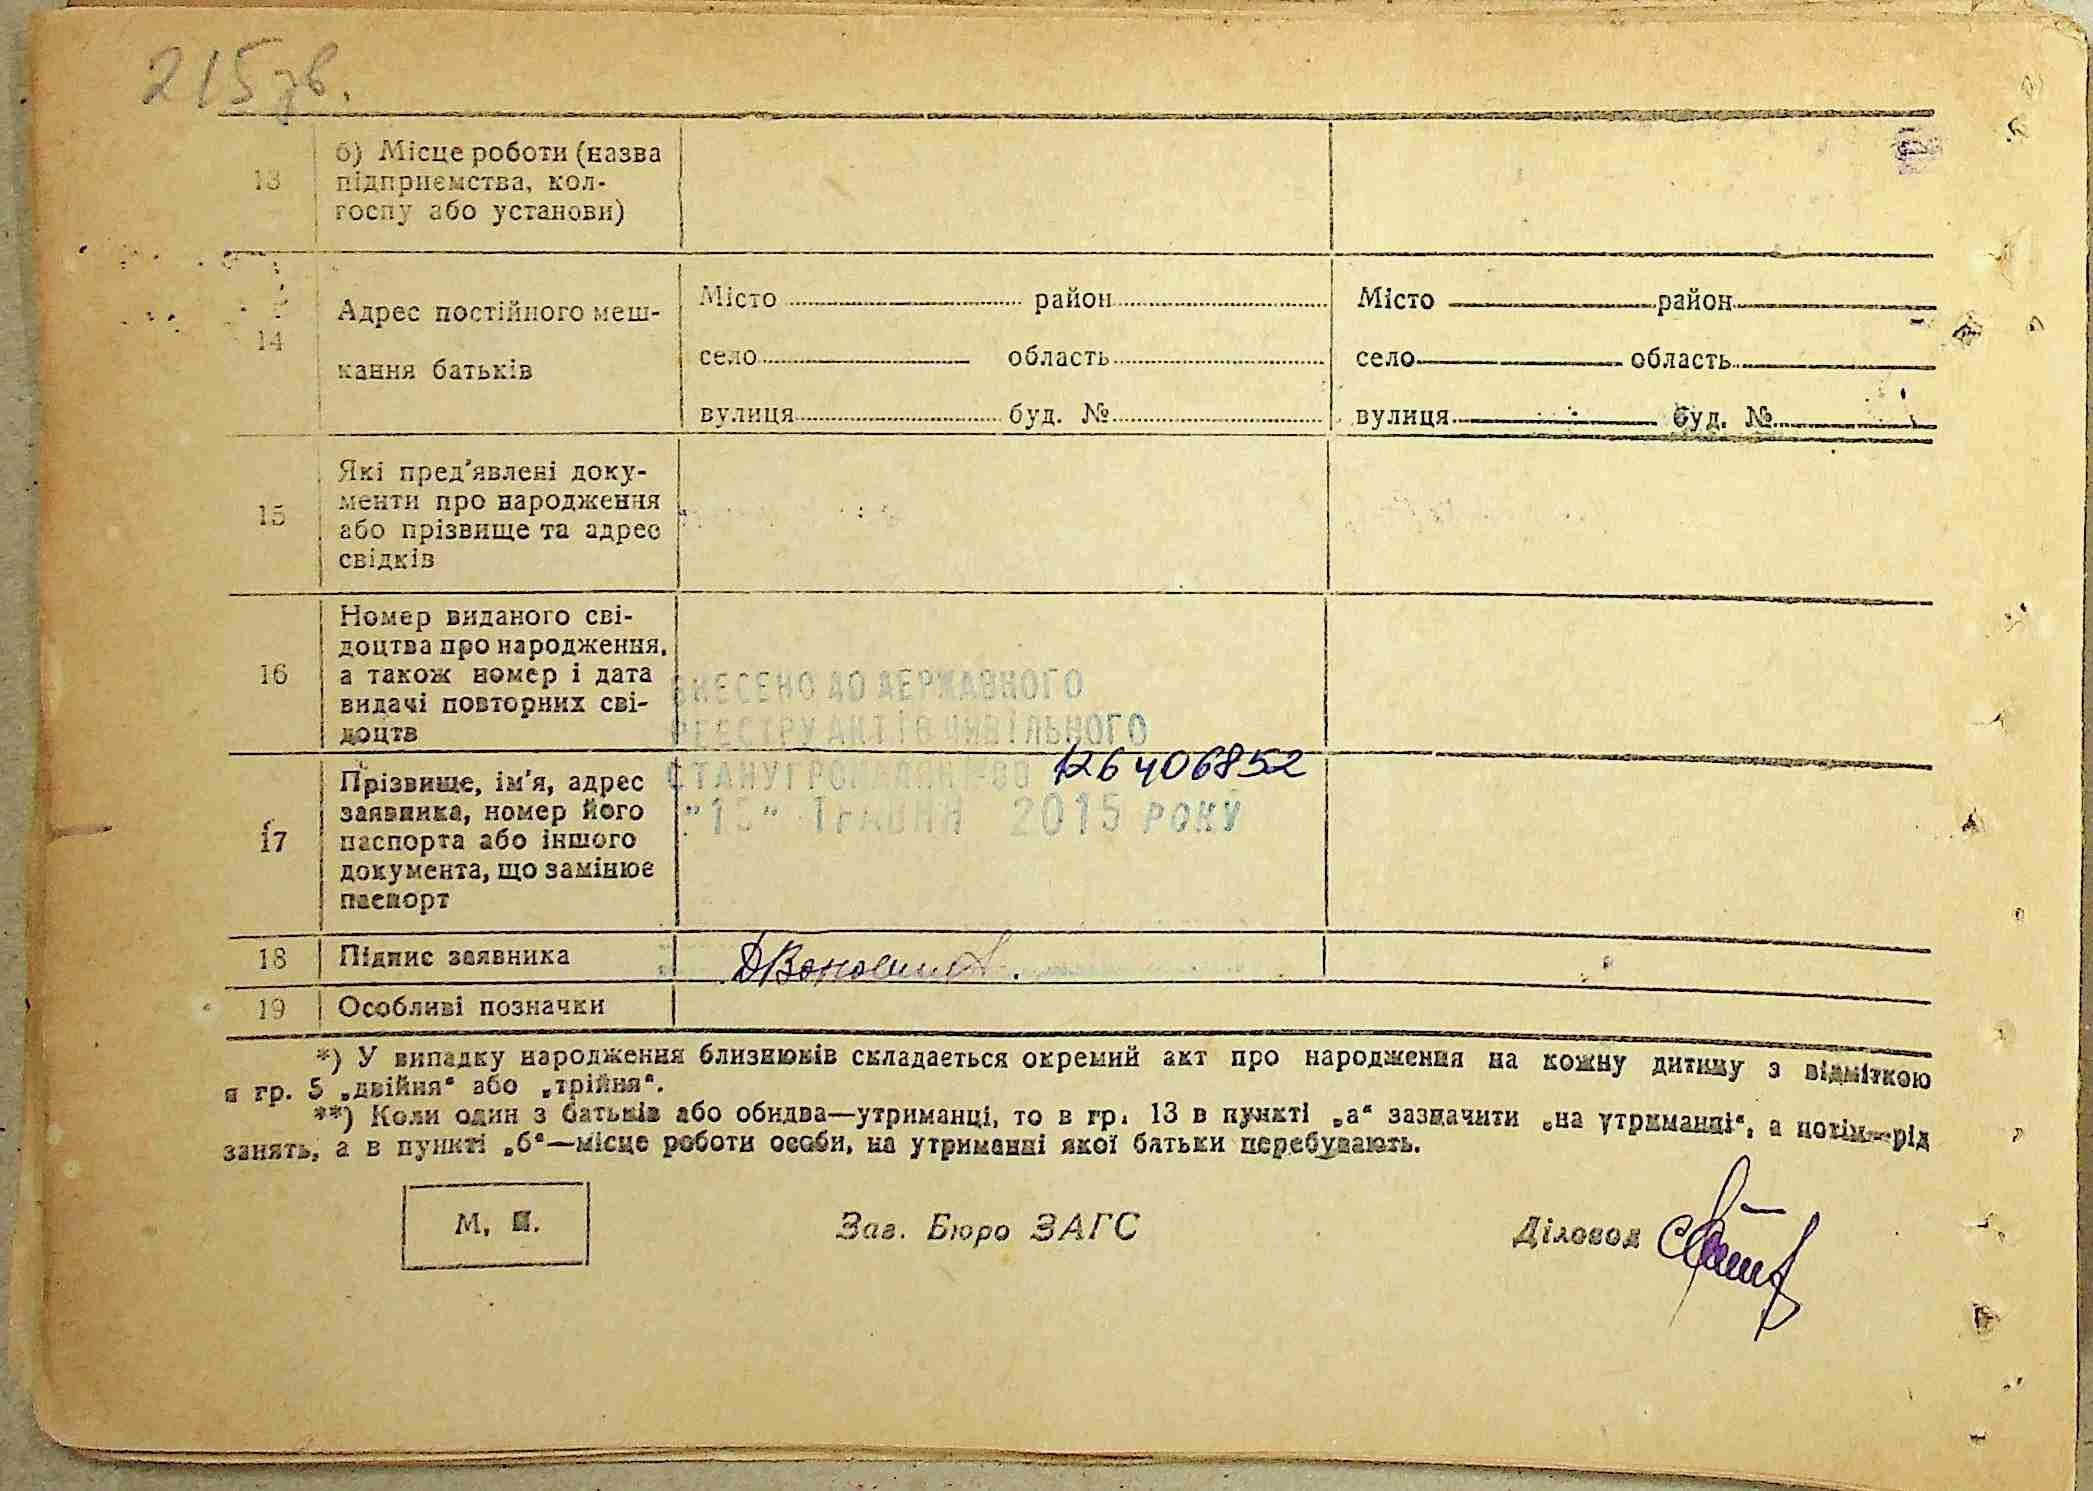 215 зв.
13
б) Місце роботи (назва
підприємства, кол-
госпу або установи)
14
Адрес постійного меш-
кання батьків
Місто район
село область
вулиця буд. №
Місто район
село область
вулиця буд. №
15
Які пред'явлені доку-
менти про народження
або прізвище та адрес
свідків
16
Номер виданого сві-
доцтва про народження,
а також номер і дата
видачі повторних сві-
доцтв
ВНЕСЕНО ДО ДЕРЖАВНОГО
РЕЄСТРУ АКТІВ ЦИВІЛЬНОГО
СТАНУ ГРОМАДЯН 126406852
"15" ТРАВНЯ 2015 РОКУ
17
Прізвище, ім'я, адрес
заявника, номер його
паспорта або іншого
документа, що замінює
паспорт
18 Підпис заявника
19 Особливі позначки
*) У випадку народження близнюків складається окремий акт про народження на кожну дитину з відміткою
в гр. 5 „двійня“ або „трійня“.
**) Коли один з батьків або обидва—утриманці, то в гр. 13 в пункті „а“ зазначити „на утриманні“, а потім—рід
занять, а в пункті „б“—місце роботи особи, на утриманні якої батьки перебувають.
М. П.
Зав. Бюро ЗАГС
Діловод